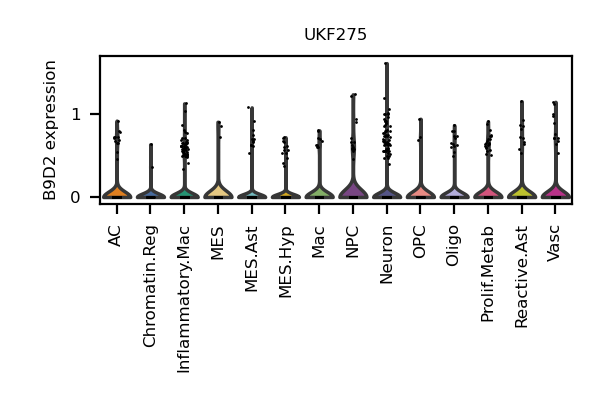 UKF275
B9D2 expression
1
0
AC
Chromatin.Reg
Inflammatory.Mac
MES
MES.Ast
MES.Hyp
Mac
NPC
Neuron
OPC
Oligo
Prolif.Metab
Reactive.Ast
Vasc